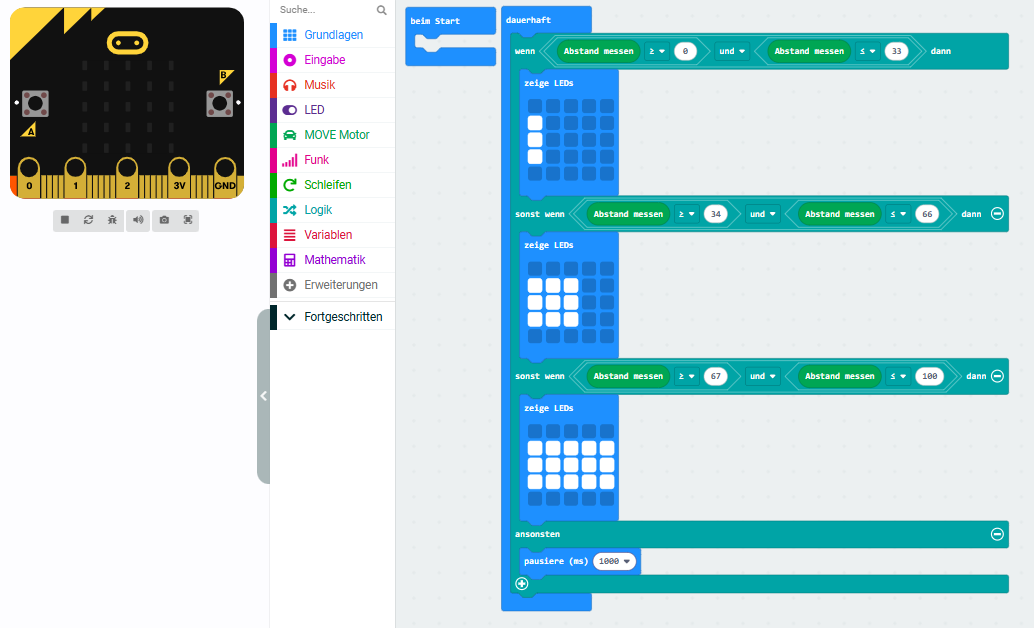 B
A
0 1 2 3V GND
Suche...
Grundlagen
Eingabe
Musik
LED
MOVE Motor
Funk
Schleifen
Logik
Variablen
Mathematik
Erweiterungen
Fortgeschritten
beim Start
dauerhaft
wenn Abstand messen ≥ 0 und Abstand messen ≤ 33 dann
zeige LEDs
sonst wenn Abstand messen ≥ 34 und Abstand messen ≤ 66 dann
zeige LEDs
sonst wenn Abstand messen ≥ 67 und Abstand messen ≤ 100 dann
zeige LEDs
ansonsten
pausiere (ms) 1000